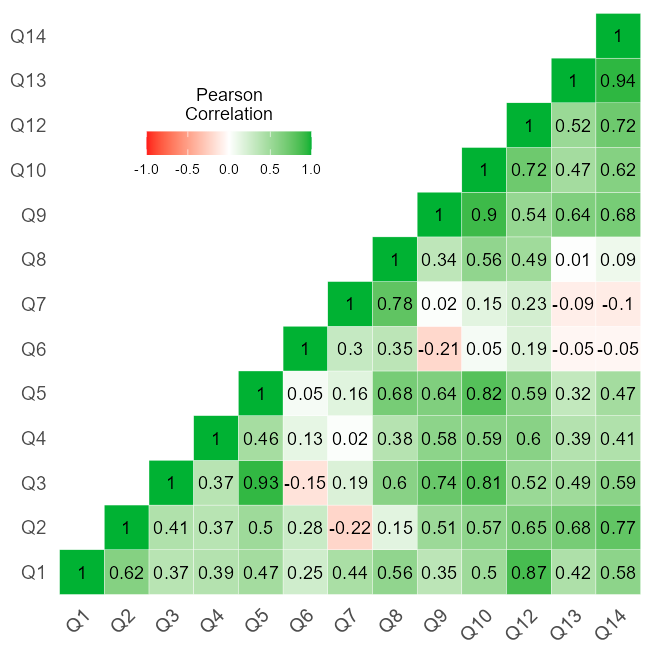 Q14 1
Q13 1 0.94
Pearson
Correlation
-1.0 -0.5 0.0 0.5 1.0
Q12 1 0.52 0.72
Q10 1 0.72 0.47 0.62
Q9 1 0.9 0.54 0.64 0.68
Q8 1 0.34 0.56 0.49 0.01 0.09
Q7 1 0.78 0.02 0.15 0.23 -0.09 -0.1
Q6 1 0.3 0.35 -0.21 0.05 0.19 -0.05 -0.05
Q5 1 0.05 0.16 0.68 0.64 0.82 0.59 0.32 0.47
Q4 1 0.46 0.13 0.02 0.38 0.58 0.59 0.6 0.39 0.41
Q3 1 0.37 0.93 -0.15 0.19 0.6 0.74 0.81 0.52 0.49 0.59
Q2 1 0.41 0.37 0.5 0.28 -0.22 0.15 0.51 0.57 0.65 0.68 0.77
Q1 1 0.62 0.37 0.39 0.47 0.25 0.44 0.56 0.35 0.5 0.87 0.42 0.58
Q1 Q2 Q3 Q4 Q5 Q6 Q7 Q8 Q9 Q10 Q12 Q13 Q14